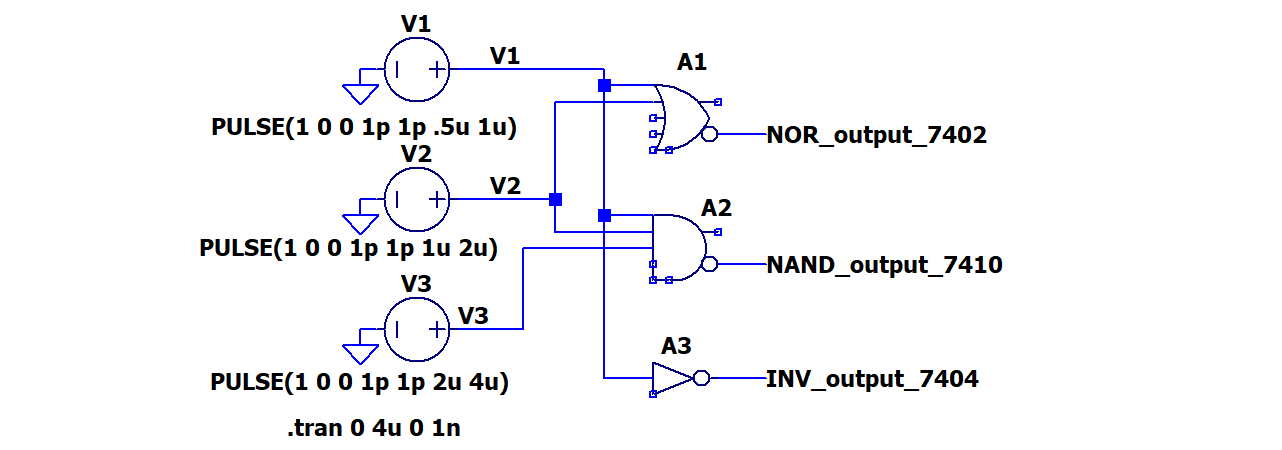 V1
V1
A1
PULSE(1 0 0 1p 1p .5u 1u)
NOR_output_7402
V2
V2
A2
PULSE(1 0 0 1p 1p 1u 2u)
NAND_output_7410
V3
V3
A3
PULSE(1 0 0 1p 1p 2u 4u)
INV_output_7404
.tran 0 4u 0 1n